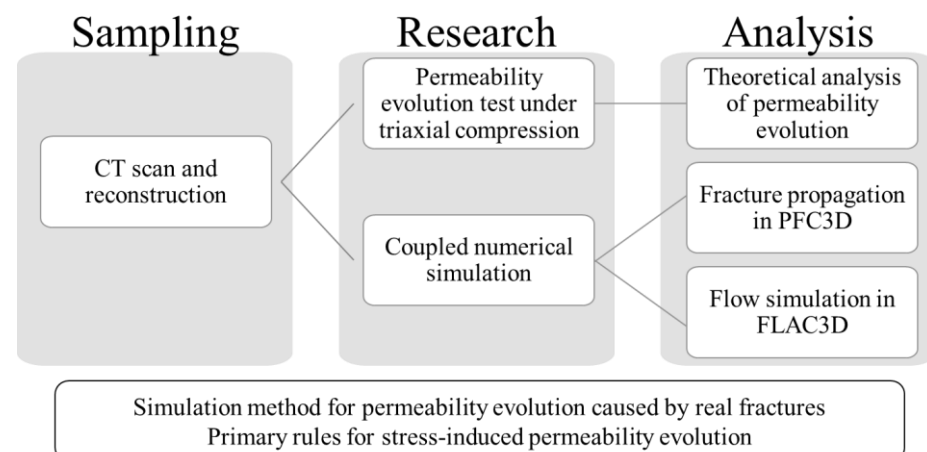 Sampling
Research
Analysis
CT scan and
reconstruction
Permeability
evolution test under
triaxial compression
Coupled numerical
simulation
Theoretical analysis
of permeability
evolution
Fracture propagation
in PFC3D
Flow simulation in
FLAC3D
Simulation method for permeability evolution caused by real fractures
Primary rules for stress-induced permeability evolution